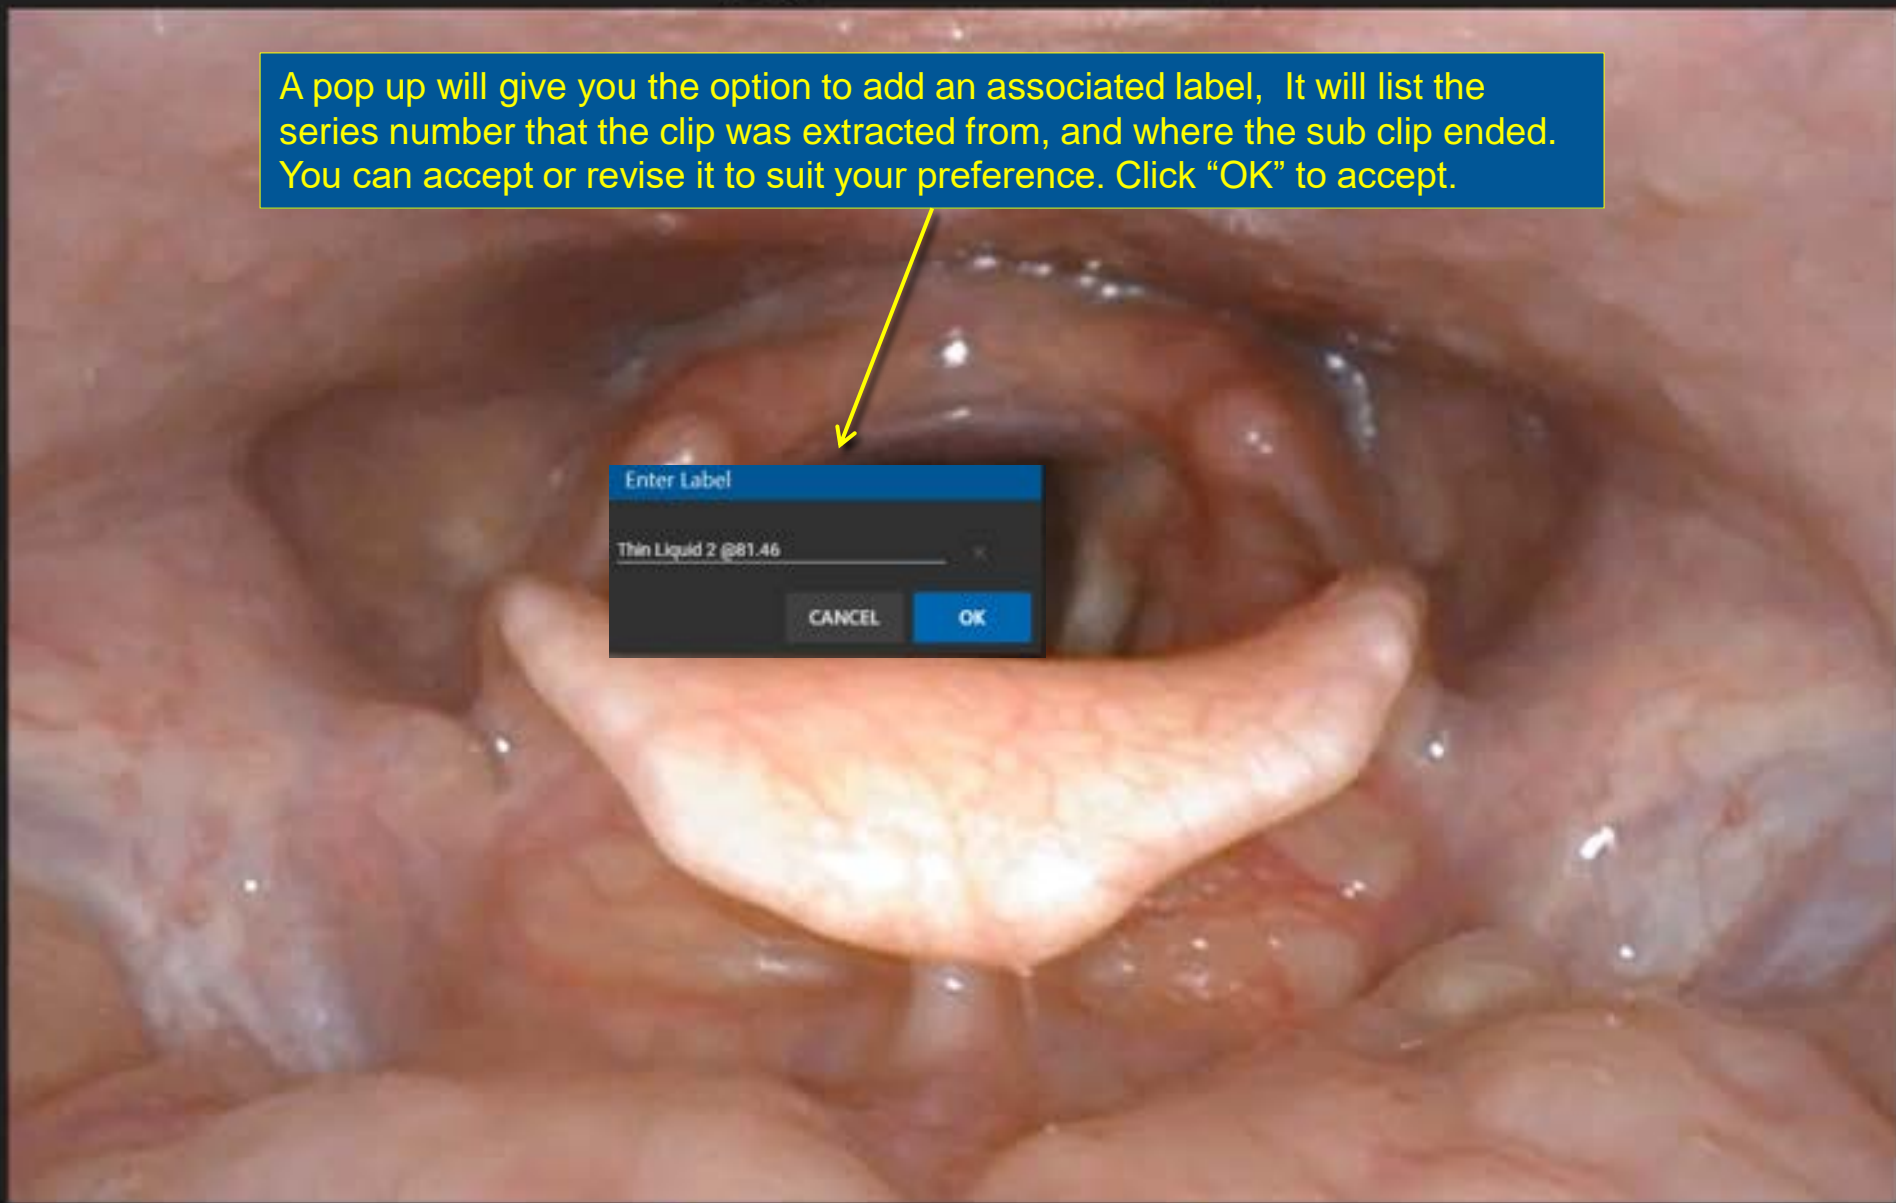 A pop up will give you the option to add an associated label,  It will list the
series number that the clip was extracted from, and where the sub clip ended.
You can accept or revise it to suit your preference. Click “OK” to accept.
Enter Label
Thin Liquid 2 @81.46
CANCEL OK